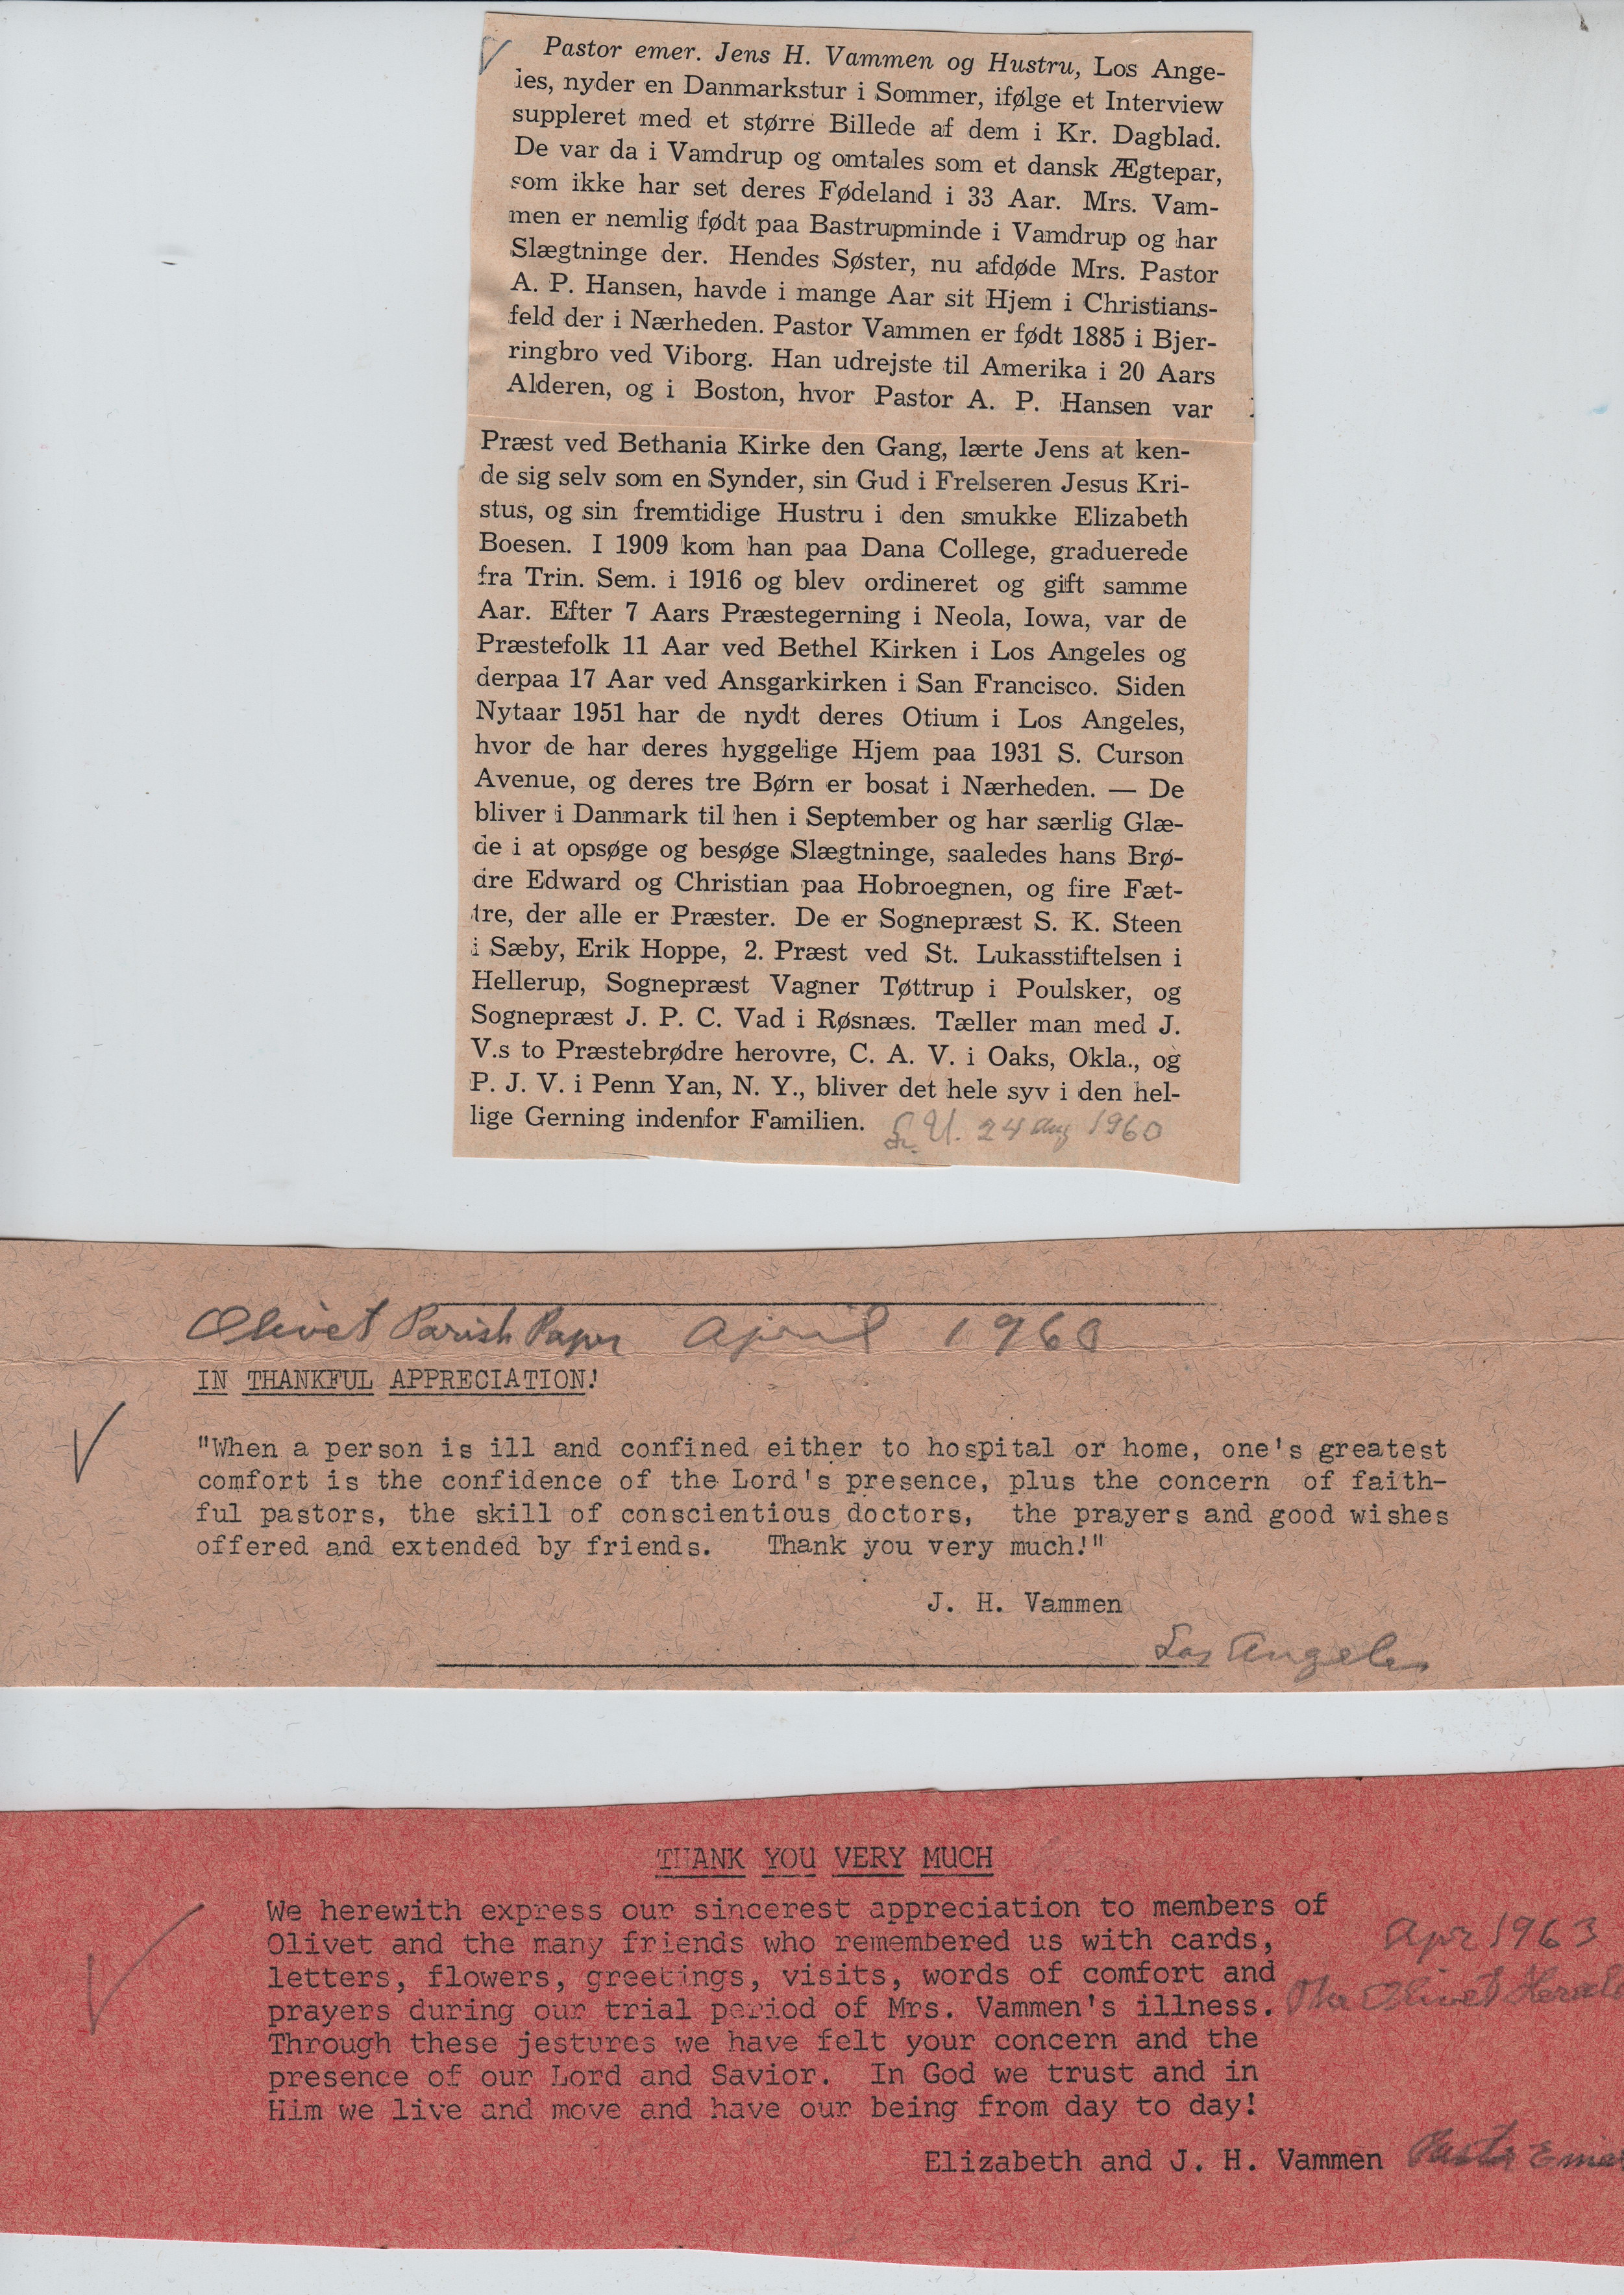 Pastor emer. Jens H. Vammen og Hustru, Los Ange-
les, nyder en Danmarkstur i Sommer, ifølge et Interview
suppleret med et større Billede af dem i Kr. Dagblad.
De var da i Vamdrup og omtales som et dansk Ægtepar,
som ikke har set deres Fødeland i 33 Aar. Mrs. Vam-
men er nemlig født paa Bastrupminde i Vamdrup og har
Slægtninge der. Hendes Søster, nu afdøde Mrs. Pastor
A. P. Hansen, havde i mange Aar sit Hjem i Christians-
feld der i Nærheden. Pastor Vammen er født 1885 i Bjer-
ringbro ved Viborg. Han udrejste til Amerika i 20 Aars
Alderen, og i Boston, hvor Pastor A. P. Hansen var
Præst ved Bethania Kirke den Gang, lærte Jens at ken-
de sig selv som en Synder, sin Gud i Frelseren Jesus Kri-
stus, og sin fremtidige Hustru i den smukke Elizabeth
Boesen. I 1909 kom han paa Dana College, graduerede
fra Trin. Sem. i 1916 og blev ordineret og gift samme
Aar. Efter 7 Aars Præstegerning i Neola, Iowa, var de
Præstefolk 11 Aar ved Bethel Kirken i Los Angeles og
derpaa 17 Aar ved Ansgarkirken i San Francisco. Siden
Nytaar 1951 har de nydt deres Otium i Los Angeles,
hvor de har deres hyggelige Hjem paa 1931 S. Curson
Avenue, og deres tre Børn er bosat i Nærheden. — De
bliver i Danmark til hen i September og har særlig Glæ-
de i at opsøge og besøge Slægtninge, saaledes hans Brø-
dre Edward og Christian paa Hobroegnen, og fire Fæt-
tre, der alle er Præster. De er Sognepræst S. K. Steen
i Sæby, Erik Hoppe, 2. Præst ved St. Lukasstiftelsen i
Hellerup, Sognepræst Vagner Tøttrup i Poulsker, og
Sognepræst J. P. C. Vad i Røsnæs. Tæller man med J.
V.s to Præstebrødre herovre, C. A. V. i Oaks, Okla., og
P. J. V. i Penn Yan, N. Y., bliver det hele syv i den hel-
lige Gerning indenfor Familien. 24 Aug 1960
Olivet Parish Paper April 1960
IN THANKFUL APPRECIATION!
"When a person is ill and confined either to hospital or home, one's greatest
comfort is the confidence of the Lord's presence, plus the concern of faith-
ful pastors, the skill of conscientious doctors, the prayers and good wishes
offered and extended by friends. Thank you very much!"
J. H. Vammen
Los Angeles
THANK YOU VERY MUCH
We herewith express our sincerest appreciation to members of
Olivet and the many friends who remembered us with cards,
letters, flowers, greetings, visits, words of comfort and
prayers during our trial period of Mrs. Vammen's illness.
Through these jestures we have felt your concern and the
presence of our Lord and Savior. In God we trust and in
Him we live and move and have our being from day to day!
Apr 1963
The Olivet Herald
Elizabeth and J. H. Vammen Pastor Emer